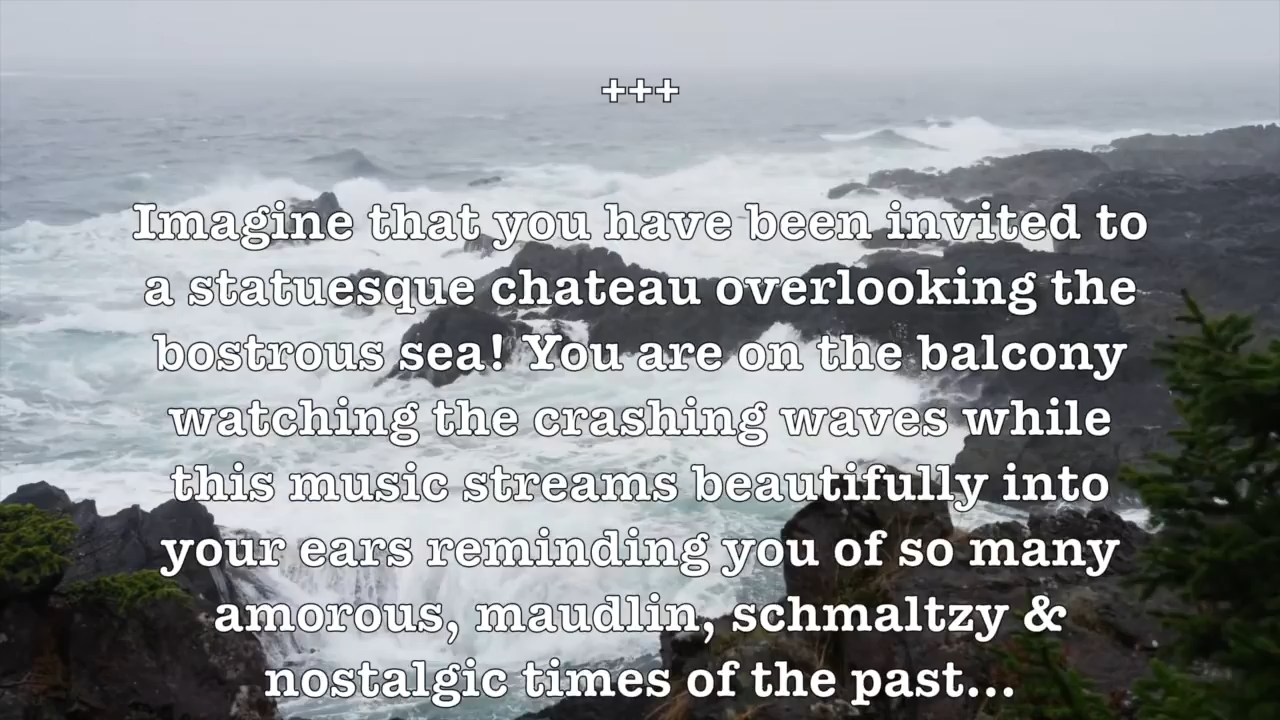 +++
Imagine that you have been invited to
a statuesque chateau overlooking the
bostrous sea! You are on the balcony
watching the crashing waves while
this music streams beautifully into
your ears reminding you of so many
amorous, maudlin, schmaltzy &
nostalgic times of the past...